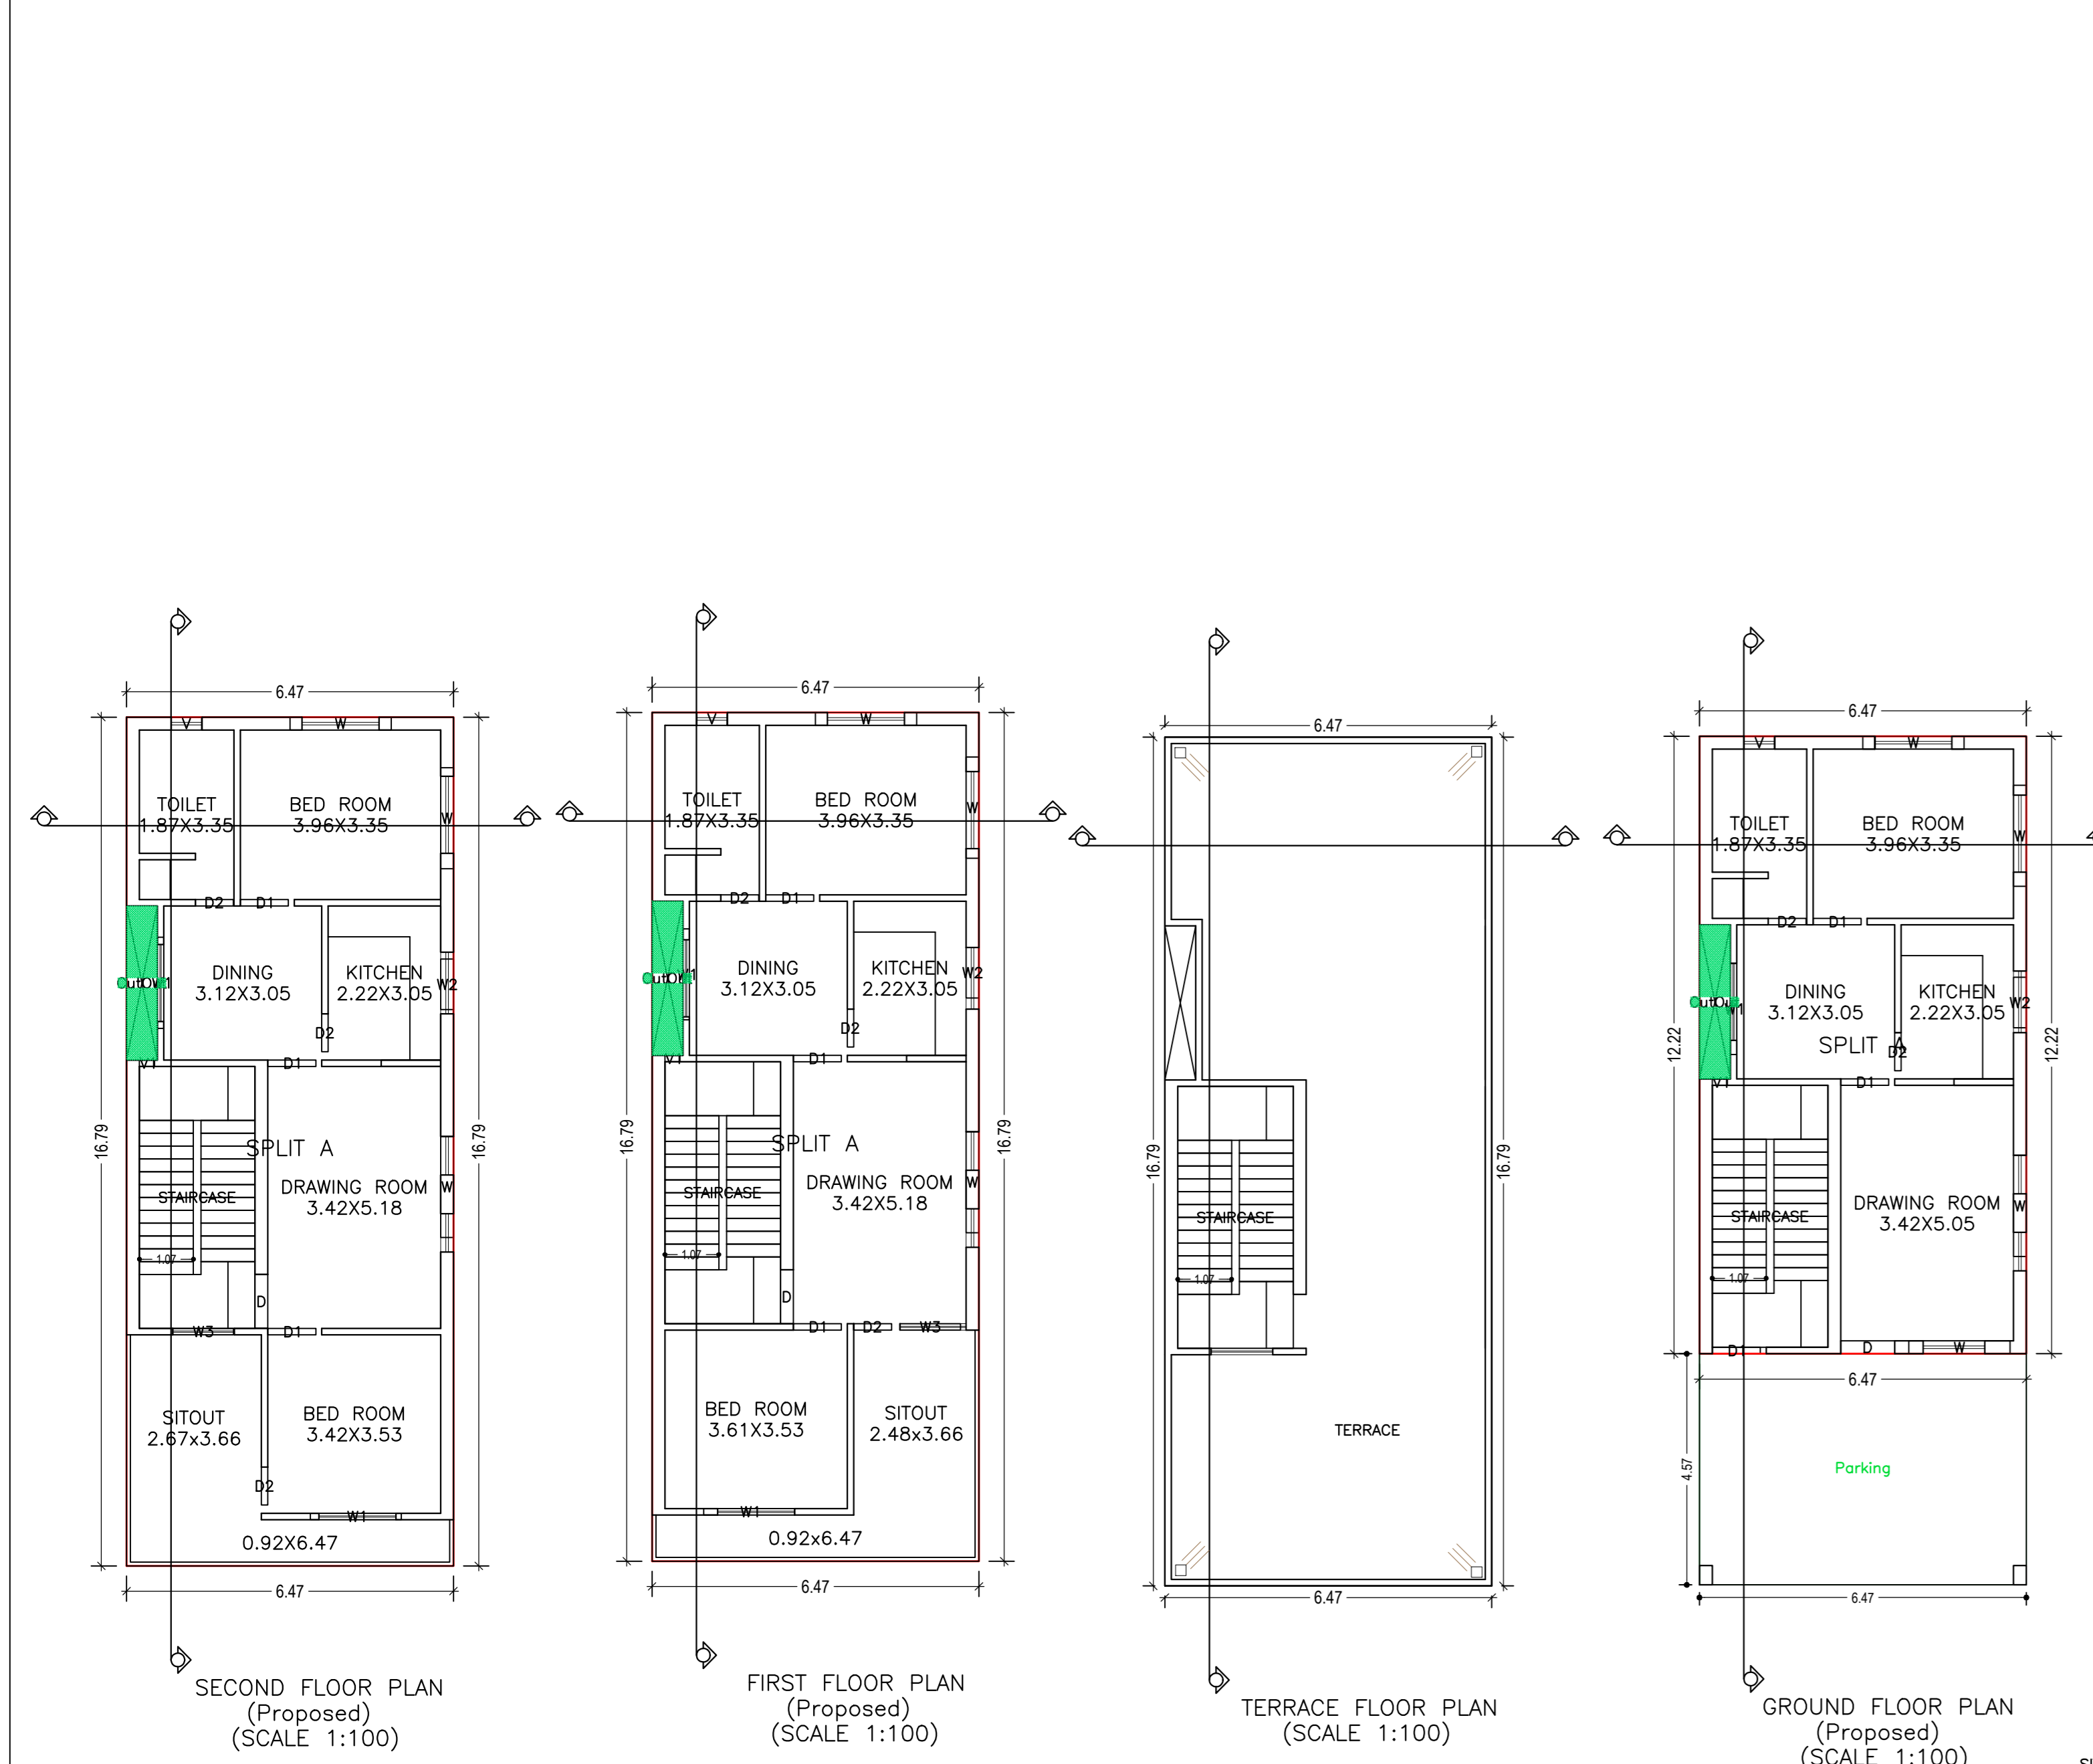 6.47
V
W
TOILET
1.87X3.35
BED ROOM
3.96X3.35
W
D2
D1
DINING
3.12X3.05
KITCHEN
2.22X3.05
W2
D2
V1
D1
16.79
16.79
SPLIT A
DRAWING ROOM
3.42X5.18
W
STAIRCASE
1.07
D
W3
D1
SITOUT
2.67x3.66
BED ROOM
3.42X3.53
D2
W1
0.92X6.47
6.47
SECOND FLOOR PLAN
(Proposed)
(SCALE 1:100)
6.47
V
W
TOILET
1.87X3.35
BED ROOM
3.96X3.35
W
D2
D1
W1
DINING
3.12X3.05
KITCHEN
2.22X3.05
W2
D2
V1
D1
16.79
16.79
SPLIT A
DRAWING ROOM
3.42X5.18
W
STAIRCASE
1.07
D
D1
D2
W3
BED ROOM
3.61X3.53
SITOUT
2.48x3.66
W1
0.92x6.47
6.47
FIRST FLOOR PLAN
(Proposed)
(SCALE 1:100)
6.47
16.79
16.79
STAIRCASE
1.07
TERRACE
6.47
TERRACE FLOOR PLAN
(SCALE 1:100)
6.47
V
W
TOILET
1.87X3.35
BED ROOM
3.96X3.35
W
D2
D1
W1
DINING
3.12X3.05
KITCHEN
2.22X3.05
W2
SPLIT A
D2
V1
D1
12.22
12.22
DRAWING ROOM
3.42X5.05
W
STAIRCASE
1.07
D1
D
W
6.47
4.57
Parking
6.47
GROUND FLOOR PLAN
(Proposed)
(SCALE 1:100)